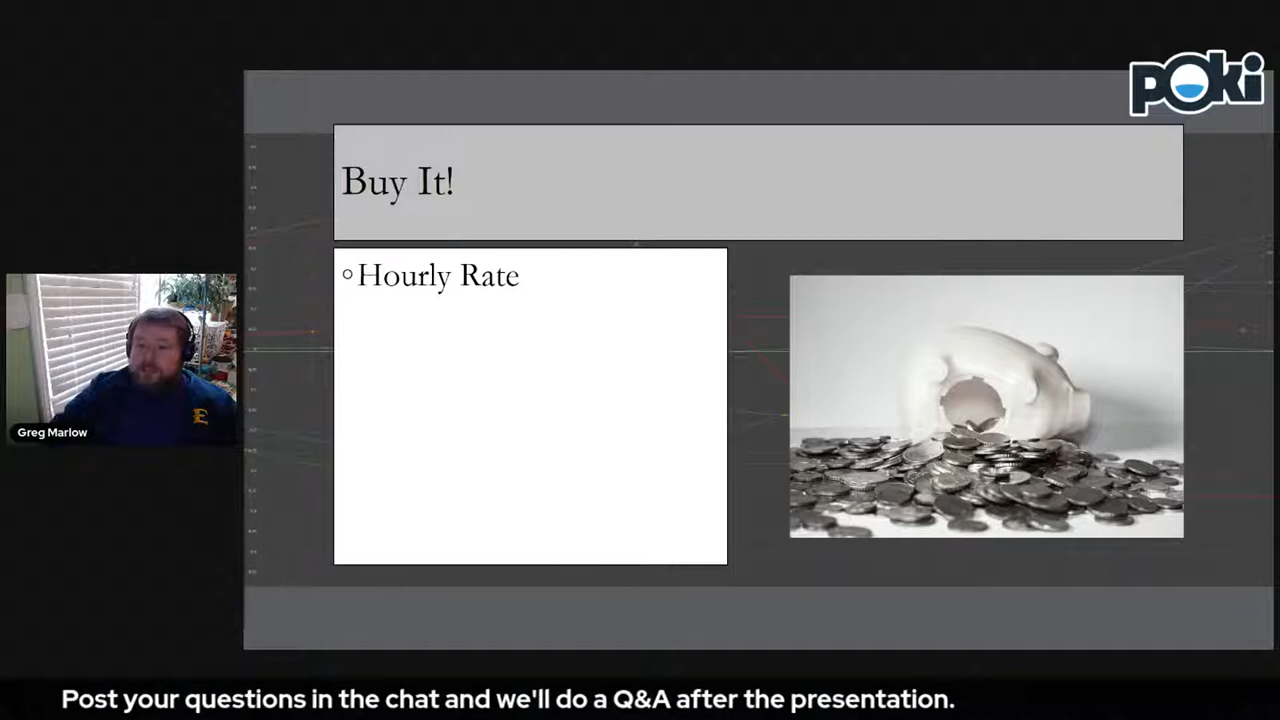 poki
Buy It!
○Hourly Rate
Greg Marlow
Post your questions in the chat and we'll do a Q&A after the presentation.